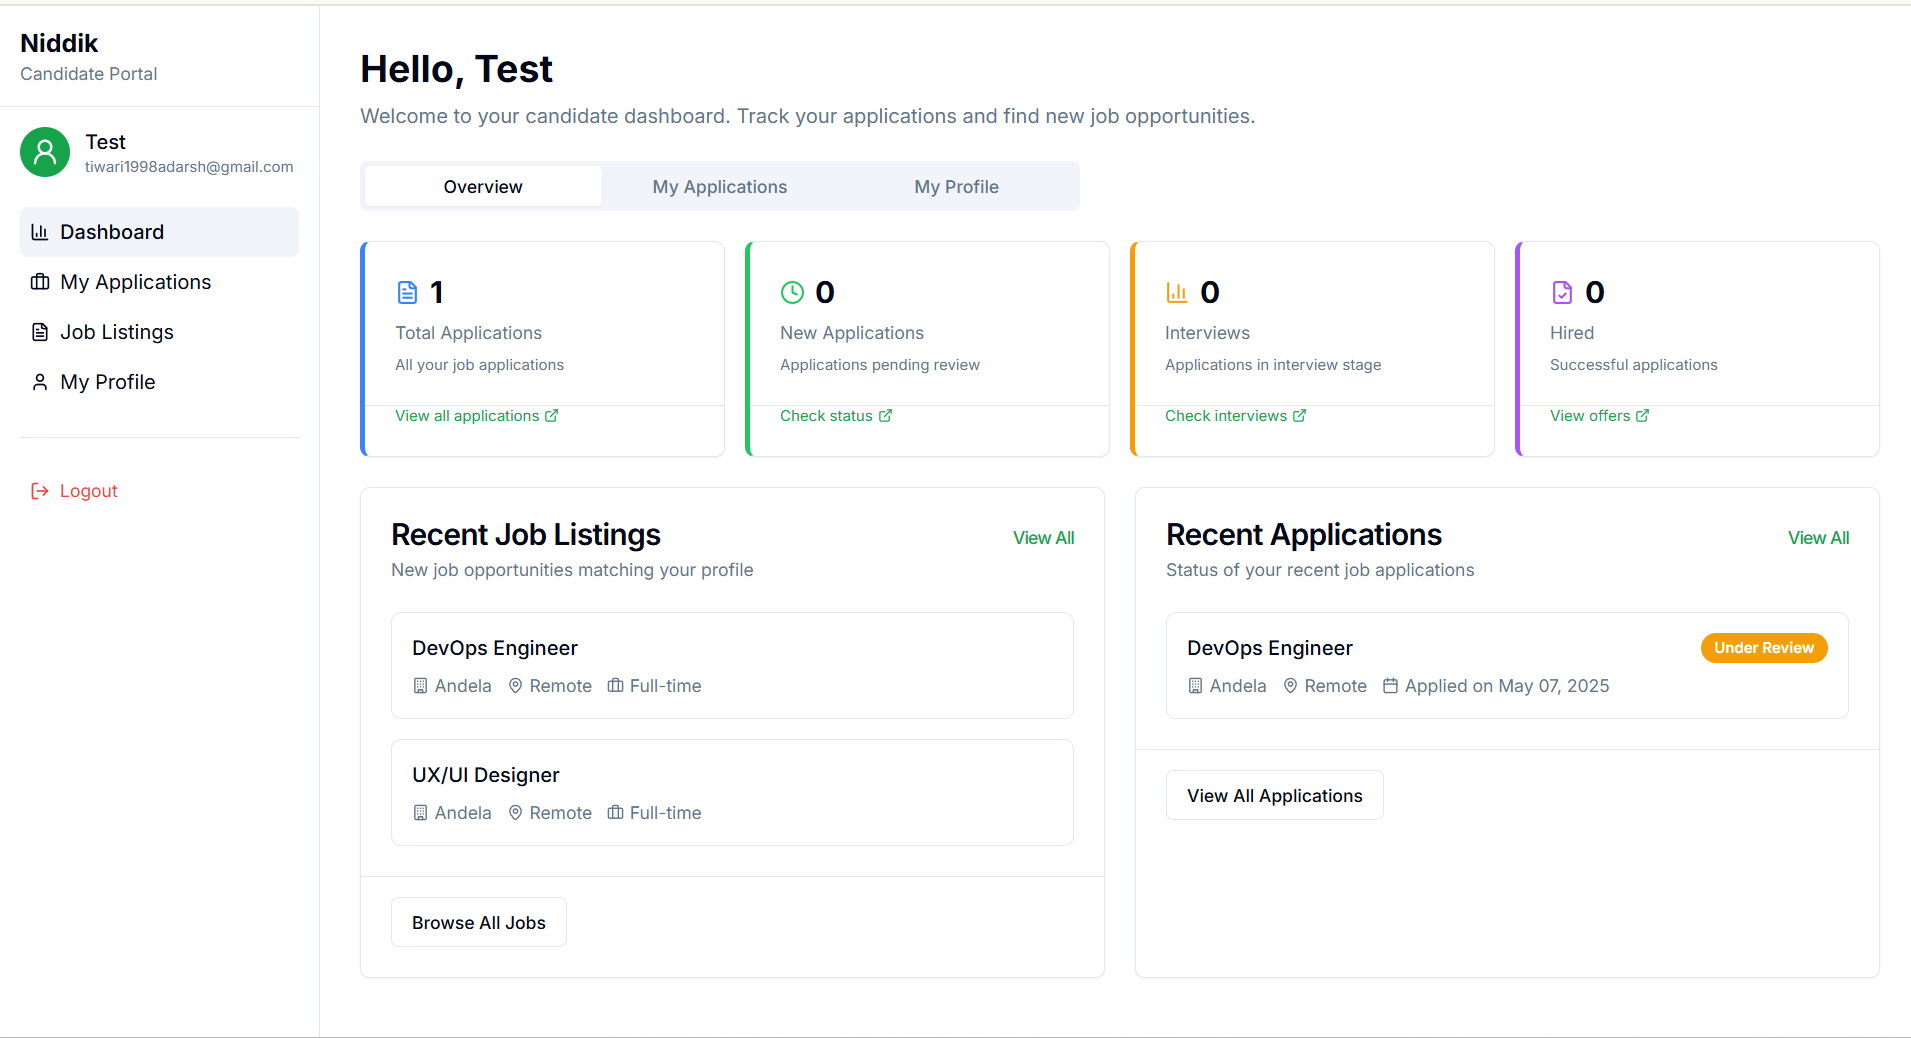 Niddik
Candidate Portal
Test
tiwari1998adarsh@gmail.com
Dashboard
My Applications
Job Listings
My Profile
Logout
Hello, Test
Welcome to your candidate dashboard. Track your applications and find new job opportunities.
Overview My Applications My Profile
1
Total Applications
All your job applications
View all applications
0
New Applications
Applications pending review
Check status
0
Interviews
Applications in interview stage
Check interviews
0
Hired
Successful applications
View offers
Recent Job Listings View All
New job opportunities matching your profile
DevOps Engineer
Andela Remote Full-time
UX/UI Designer
Andela Remote Full-time
Browse All Jobs
Recent Applications View All
Status of your recent job applications
DevOps Engineer Under Review
Andela Remote Applied on May 07, 2025
View All Applications